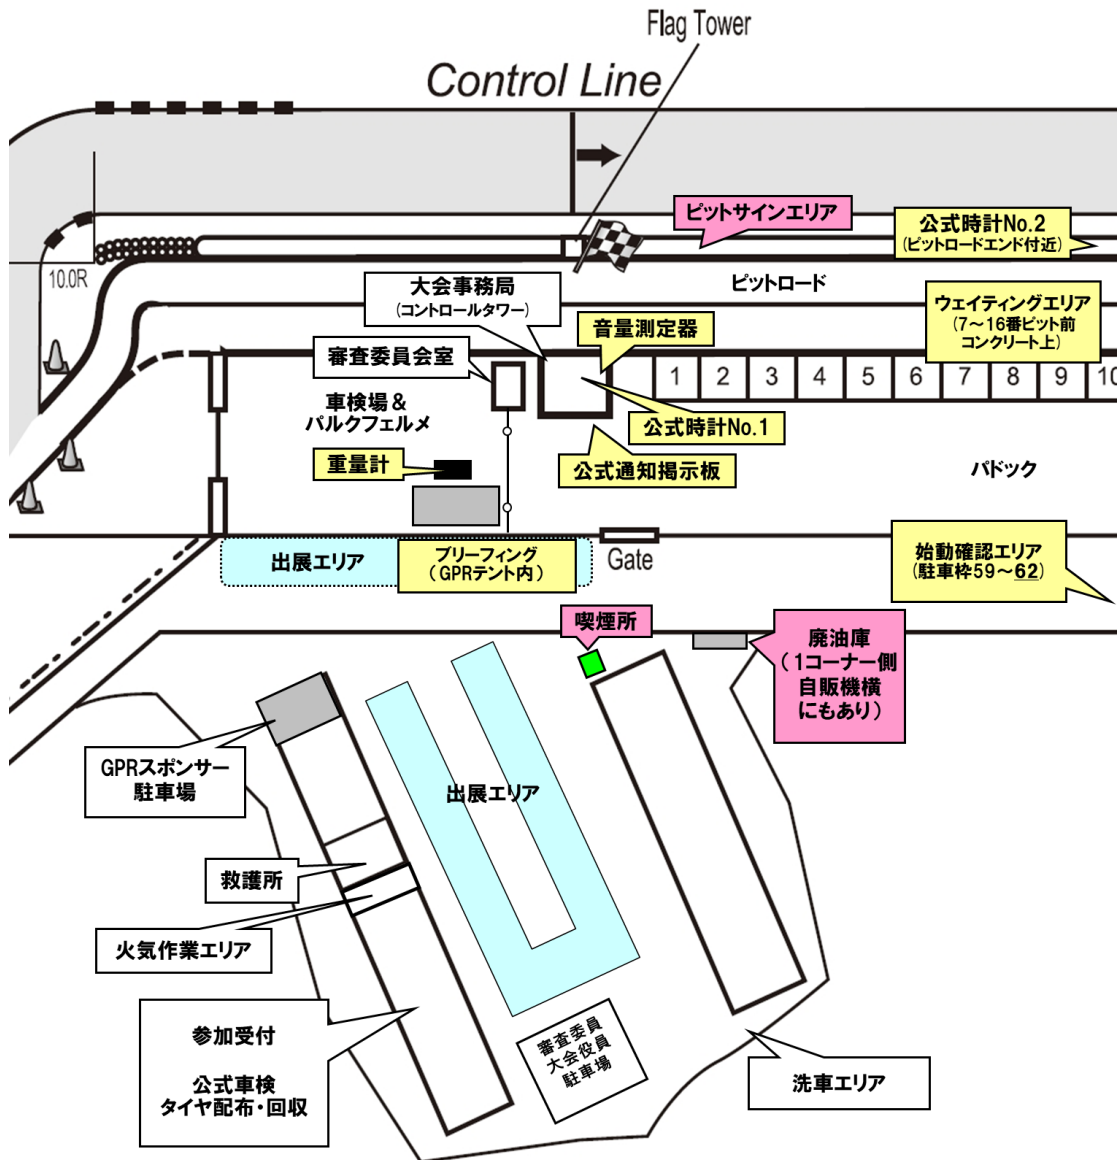 Flag Tower
Control Line
ピットサインエリア
公式時計No.2
(ピットロードエンド付近)
10.0R
大会事務局
(コントロールタワー)
ピットロード
ウェイティングエリア
(7～16番ピット前
コンクリート上)
音量測定器
審査委員会室
1 2 3 4 5 6 7 8 9 10
車検場＆
パルクフェルメ
公式時計No.1
重量計
公式通知掲示板
パドック
出展エリア
ブリーフィング
(GPRテント内)
Gate
始動確認エリア
(駐車枠59～62)
喫煙所
廃油庫
(1コーナー側
自販機横
にもあり)
GPRスポンサー
駐車場
出展エリア
救護所
火気作業エリア
参加受付
公式車検
タイヤ配布・回収
審査委員
大会役員
駐車場
洗車エリア